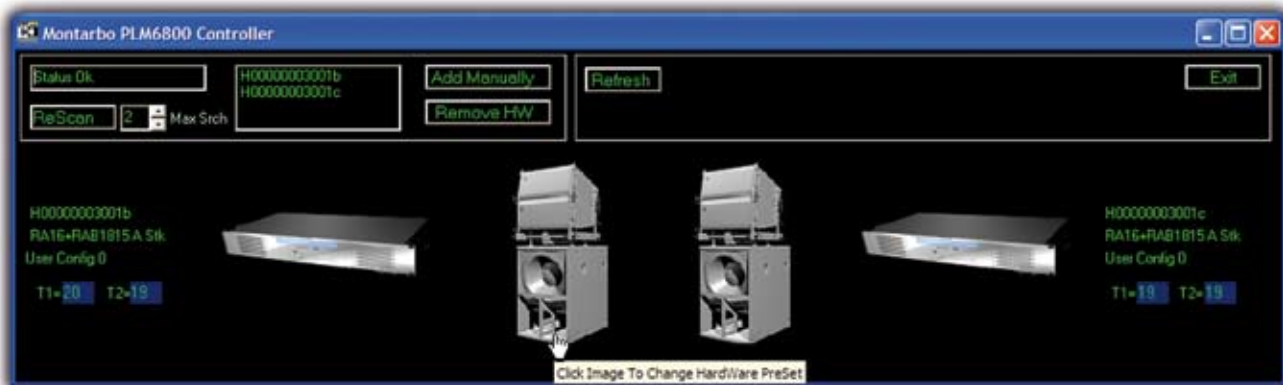 Montarbo PLM6800 Controller
Status Ok
H00000003001b
H00000003001c
Add Manually
ReScan
2
Max Srch
Remove HW
Refresh
Exit
H00000003001b
RA16+RAB1815 A Stk
User Config 0
T1=20 T2=19
H00000003001c
RA16+RAB1815 A Stk
User Config 0
T1=19 T2=19
Click Image To Change HardWare PreSet